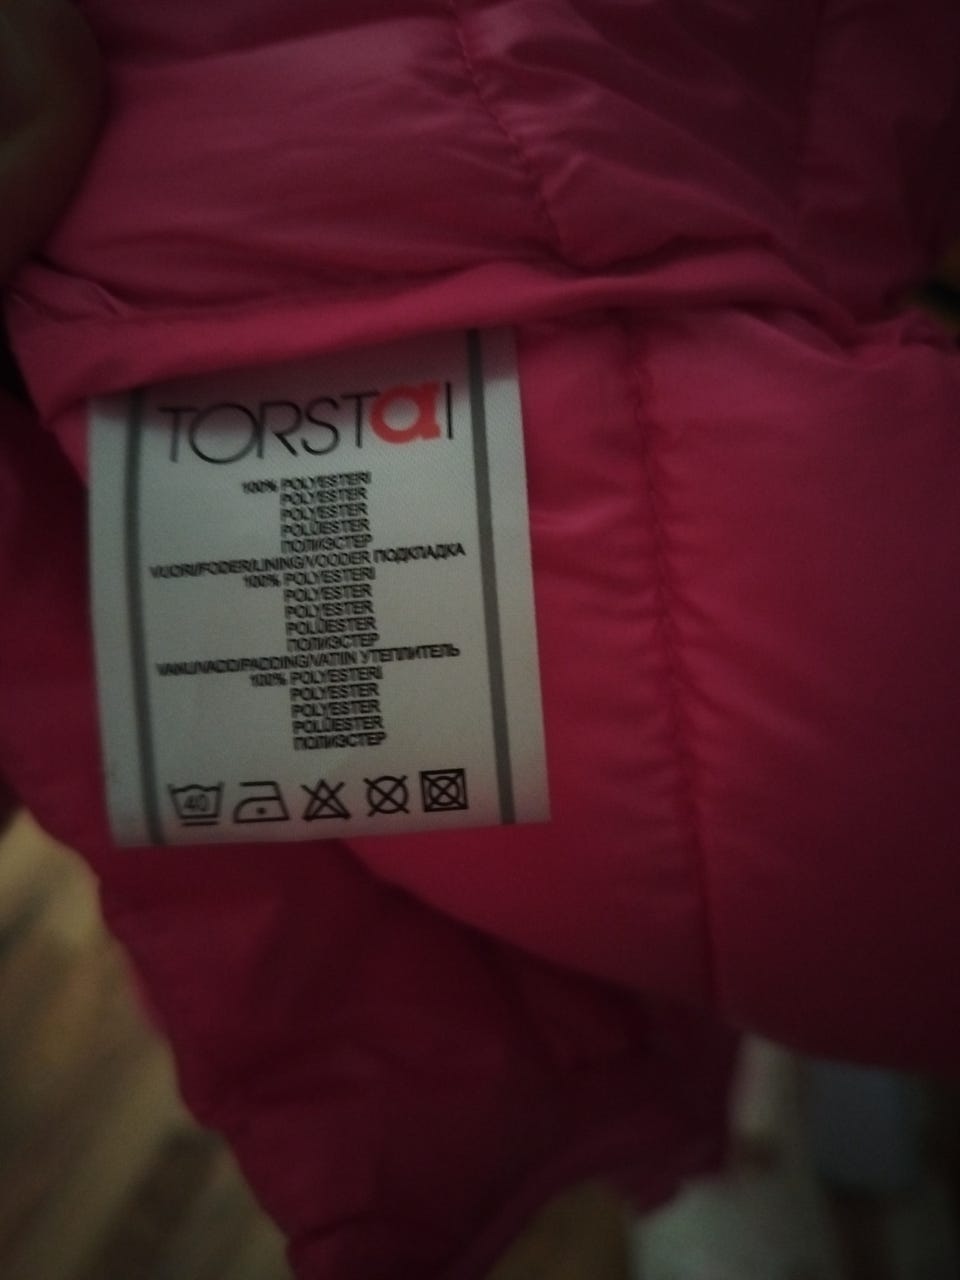 TORSTaI
100% POLYESTERI
POLYESTER
POLYESTER
POLÜESTER
ПОЛИЭСТЕР
VUORI/FODER/LINING/VOODER ПОДКЛАДКА
100% POLYESTERI
POLYESTER
POLYESTER
POLÜESTER
ПОЛИЭСТЕР
VANU/VADD/PADDING/VATIIN УТЕПЛИТЕЛЬ
100% POLYESTERI
POLYESTER
POLYESTER
POLÜESTER
ПОЛИЭСТЕР
40